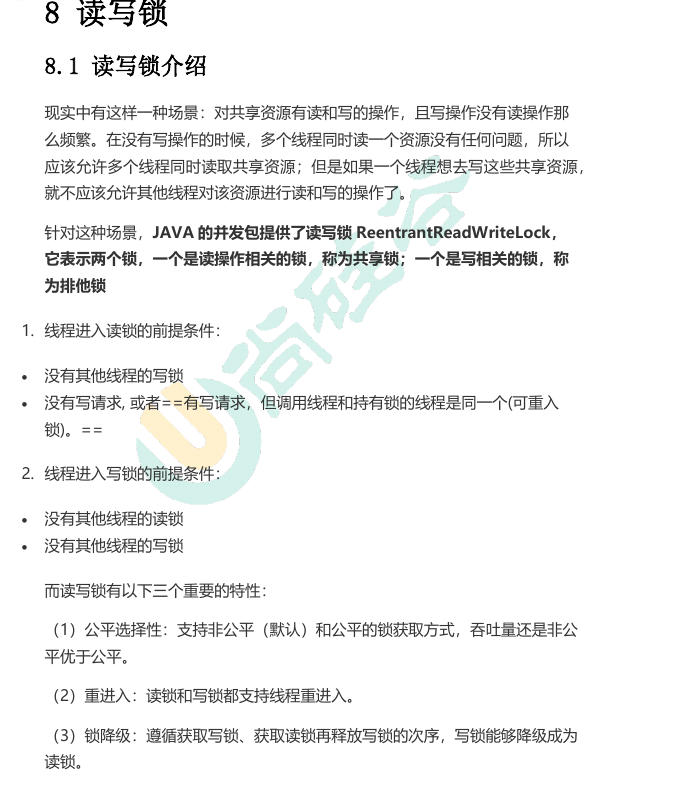 8 读写锁
8.1 读写锁介绍
现实中有这样一种场景：对共享资源有读和写的操作，且写操作没有读操作那
么频繁。在没有写操作的时候，多个线程同时读一个资源没有任何问题，所以
应该允许多个线程同时读取共享资源；但是如果一个线程想去写这些共享资源，
就不应该允许其他线程对该资源进行读和写的操作了。
针对这种场景，JAVA 的并发包提供了读写锁 ReentrantReadWriteLock，
它表示两个锁，一个是读操作相关的锁，称为共享锁；一个是写相关的锁，称
为排他锁
1. 线程进入读锁的前提条件：
• 没有其他线程的写锁
• 没有写请求, 或者==有写请求，但调用线程和持有锁的线程是同一个(可重入
锁)。==
2. 线程进入写锁的前提条件：
• 没有其他线程的读锁
• 没有其他线程的写锁
而读写锁有以下三个重要的特性：
（1）公平选择性：支持非公平（默认）和公平的锁获取方式，吞吐量还是非公
平优于公平。
（2）重进入：读锁和写锁都支持线程重进入。
（3）锁降级：遵循获取写锁、获取读锁再释放写锁的次序，写锁能够降级成为
读锁。
尚硅谷